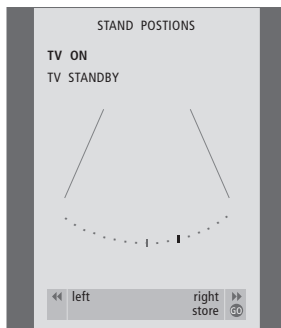 STAND POSTIONS
TV ON
TV STANDBY
left right
store GO